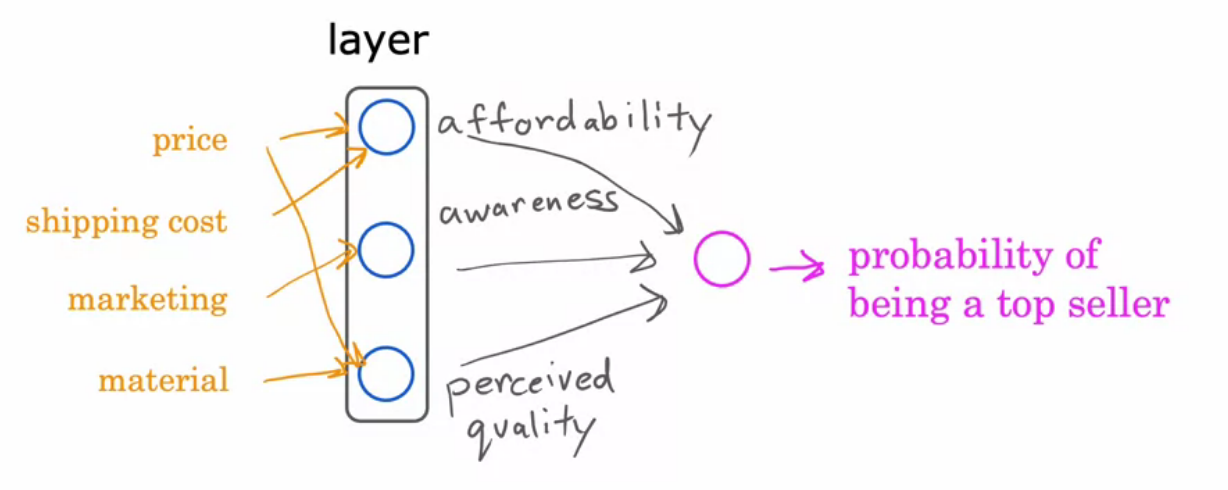 layer
price
affordability
shipping cost
awareness
marketing
probability of
being a top seller
material
perceived
quality